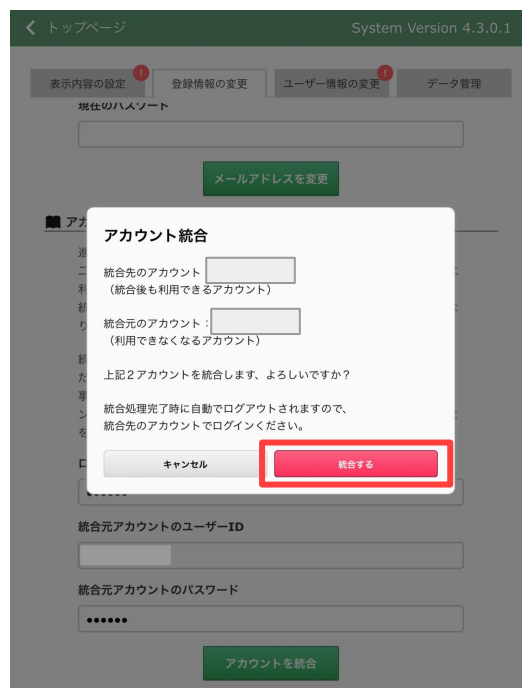 トップページ
System Version 4.3.0.1
表示内容の設定
!
登録情報の変更
ユーザー情報の変更
!
データ管理
現在のパスワード
メールアドレスを変更
アカウント統合
統合先のアカウント
（統合後も利用できるアカウント）
統合元のアカウント：
（利用できなくなるアカウント）
上記２アカウントを統合します、よろしいですか？
統合処理完了時に自動でログアウトされますので、
統合先のアカウントでログインください。
キャンセル
統合する
統合元アカウントのユーザーID
統合元アカウントのパスワード
••••••
アカウントを統合